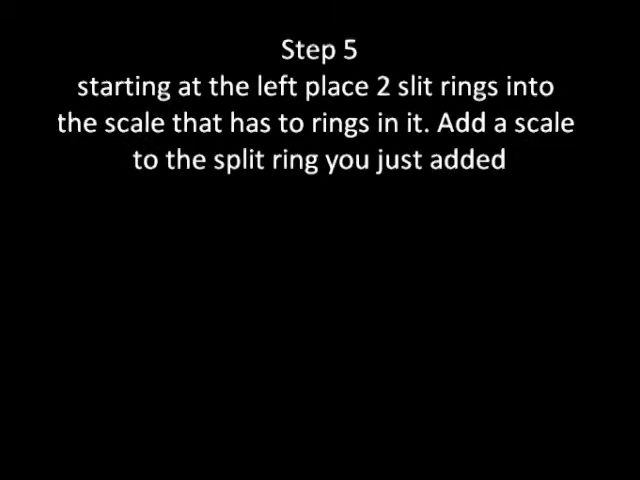 Step 5
starting at the left place 2 slit rings into
the scale that has to rings in it. Add a scale
to the split ring you just added